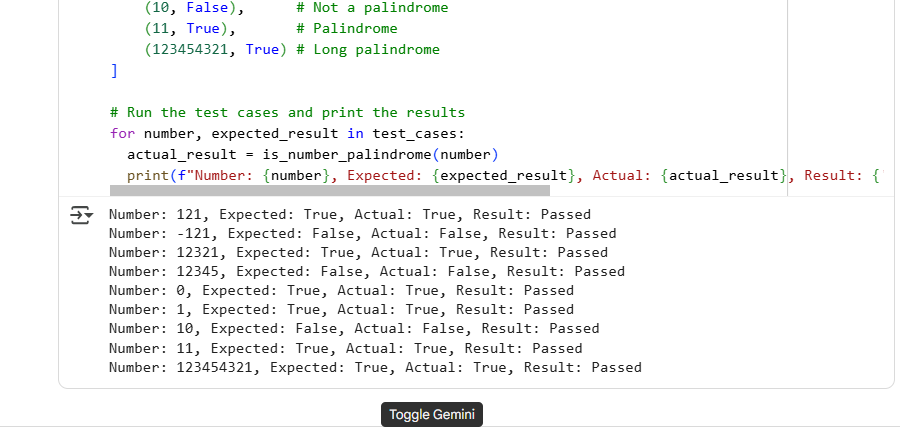 (10, False),      # Not a palindrome
(11, True),       # Palindrome
(123454321, True) # Long palindrome
]
# Run the test cases and print the results
for number, expected_result in test_cases:
actual_result = is_number_palindrome(number)
print(f"Number: {number}, Expected: {expected_result}, Actual: {actual_result}, Result: {'
Number: 121, Expected: True, Actual: True, Result: Passed
Number: -121, Expected: False, Actual: False, Result: Passed
Number: 12321, Expected: True, Actual: True, Result: Passed
Number: 12345, Expected: False, Actual: False, Result: Passed
Number: 0, Expected: True, Actual: True, Result: Passed
Number: 1, Expected: True, Actual: True, Result: Passed
Number: 10, Expected: False, Actual: False, Result: Passed
Number: 11, Expected: True, Actual: True, Result: Passed
Number: 123454321, Expected: True, Actual: True, Result: Passed
Toggle Gemini